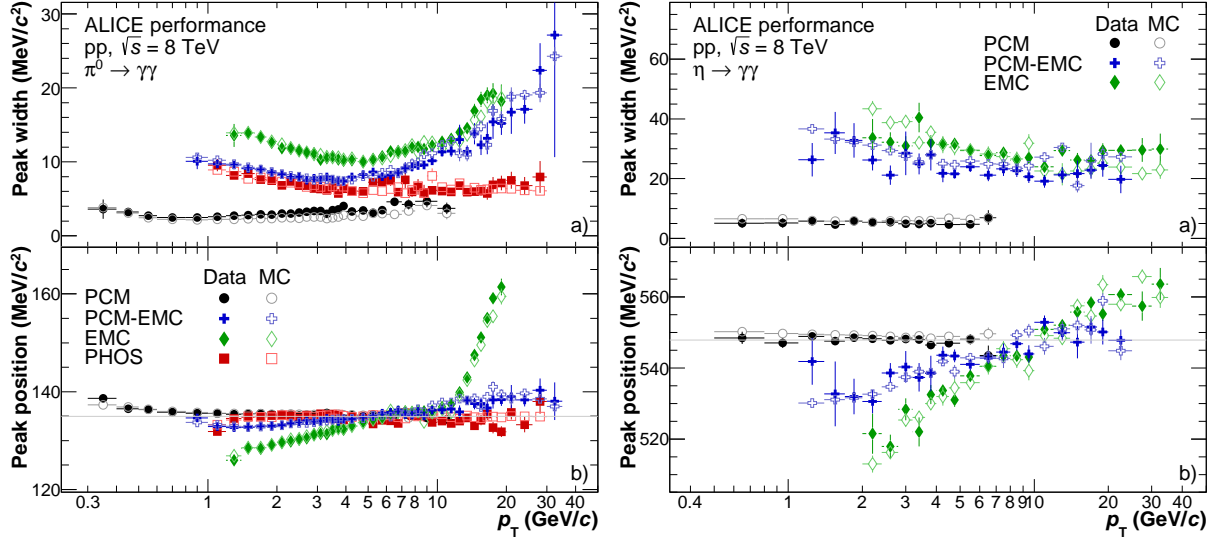 ALICE performance
pp, √s = 8 TeV
π⁰ → γγ
Peak width (MeV/c²)
30
20
10
0
a)
Data MC
PCM
PCM-EMC
EMC
PHOS
Peak position (MeV/c²)
160
140
120
b)
0.3 1 2 3 4 5 6 7 8 10 20 30 40
p_T (GeV/c)
ALICE performance
pp, √s = 8 TeV
η → γγ
Data MC
PCM
PCM-EMC
EMC
Peak width (MeV/c²)
60
40
20
0
a)
Peak position (MeV/c²)
560
540
520
b)
0.4 1 2 3 4 5 6 7 8 9 10 20 30 40
p_T (GeV/c)